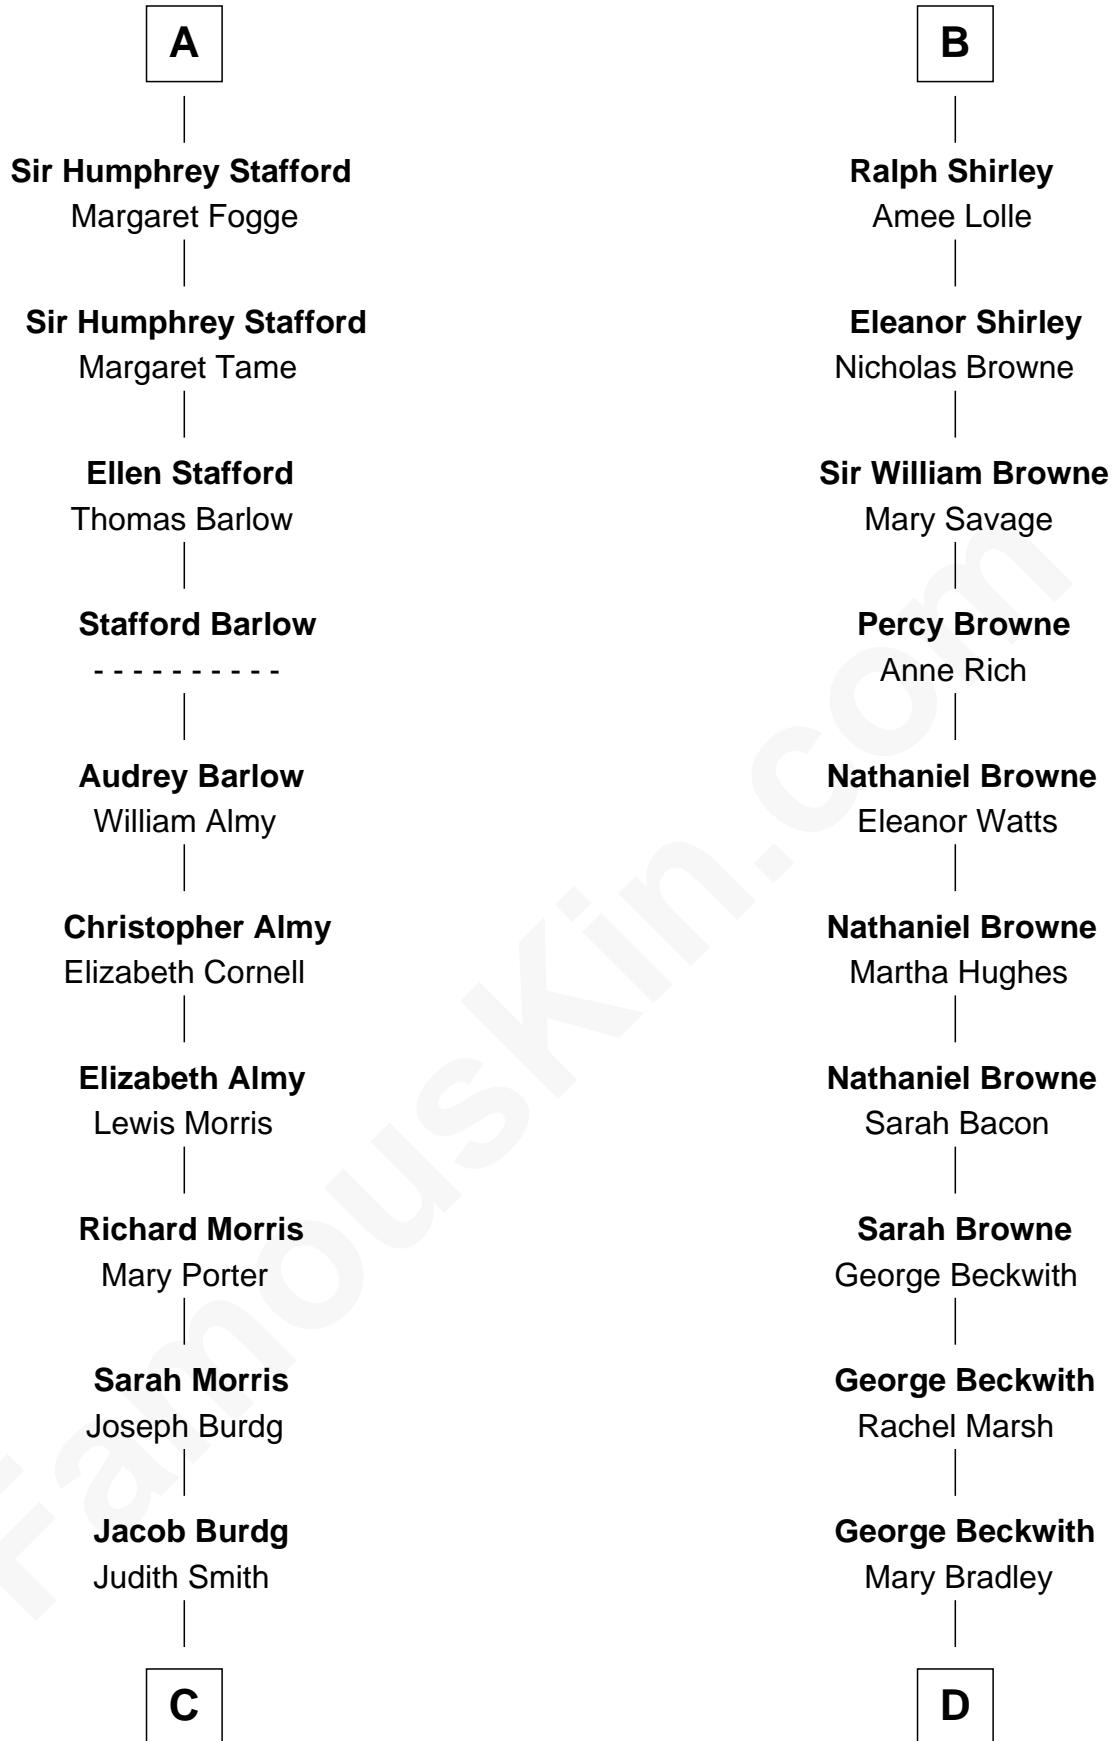 A
Sir Humphrey Stafford
Margaret Fogge
Sir Humphrey Stafford
Margaret Tame
Ellen Stafford
Thomas Barlow
Stafford Barlow
- - - - - - - - - -
Audrey Barlow
William Almy
Christopher Almy
Elizabeth Cornell
Elizabeth Almy
Lewis Morris
Richard Morris
Mary Porter
Sarah Morris
Joseph Burdg
Jacob Burdg
Judith Smith
C
B
Ralph Shirley
Amee Lolle
Eleanor Shirley
Nicholas Browne
Sir William Browne
Mary Savage
Percy Browne
Anne Rich
Nathaniel Browne
Eleanor Watts
Nathaniel Browne
Martha Hughes
Nathaniel Browne
Sarah Bacon
Sarah Browne
George Beckwith
George Beckwith
Rachel Marsh
George Beckwith
Mary Bradley
D
FamousKin.com